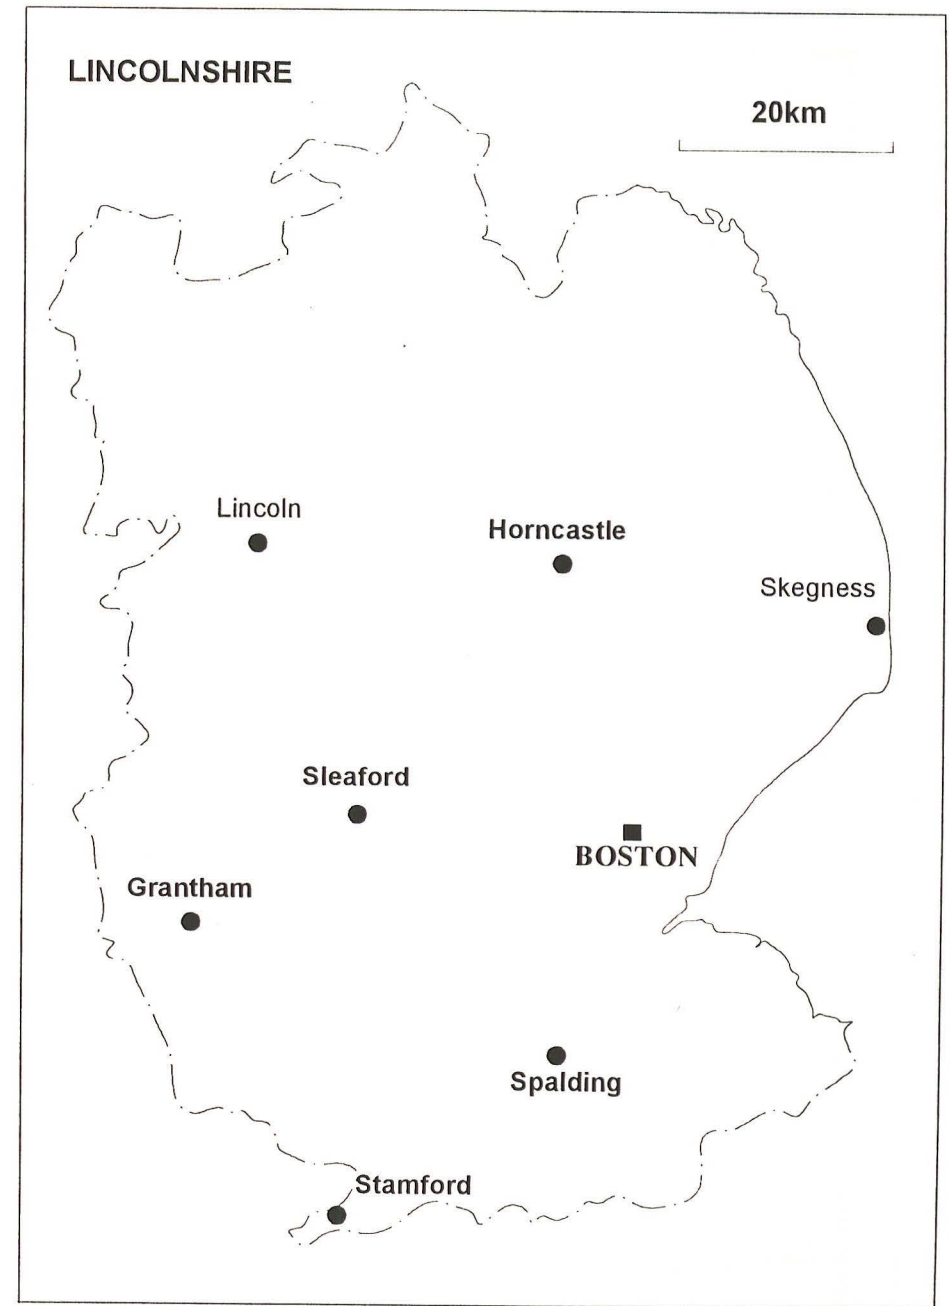 LINCOLNSHIRE
20km
Lincoln
Horncastle
Skegness
Sleaford
BOSTON
Grantham
Spalding
Stamford